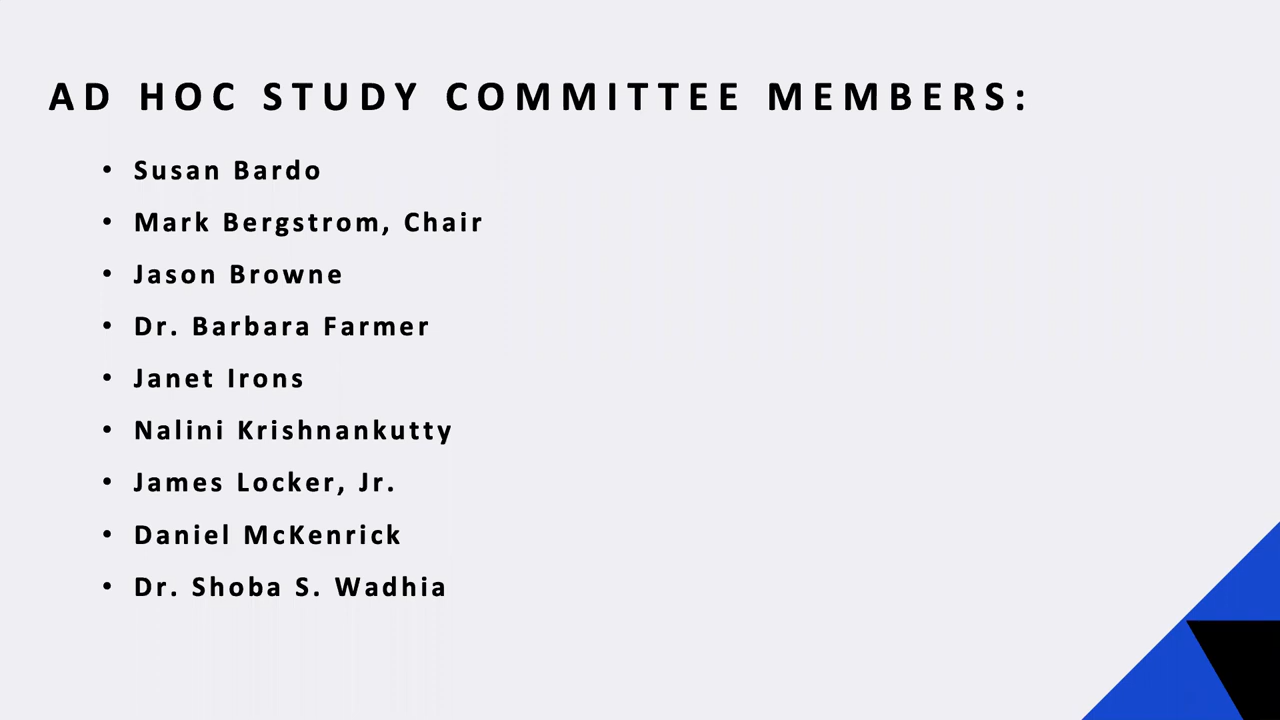 AD HOC STUDY COMMITTEE MEMBERS:
• Susan Bardo
• Mark Bergstrom, Chair
• Jason Browne
• Dr. Barbara Farmer
• Janet Irons
• Nalini Krishnankutty
• James Locker, Jr.
• Daniel McKenrick
• Dr. Shoba S. Wadhia